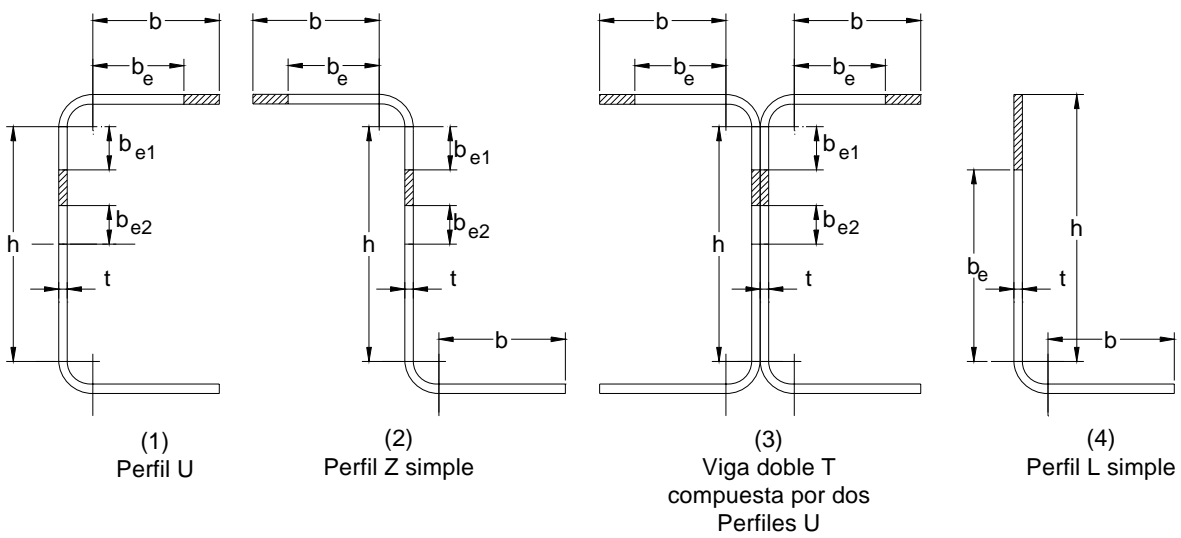 b
b
b
b
b e
b e
b e
b e
b e1
b e1
b e1
b e2
b e2
b e2
h
h
h
h
b e
t
t
t
t
b
b
(1)
Perfil U
(2)
Perfil Z simple
(3)
Viga doble T
compuesta por dos
Perfiles U
(4)
Perfil L simple